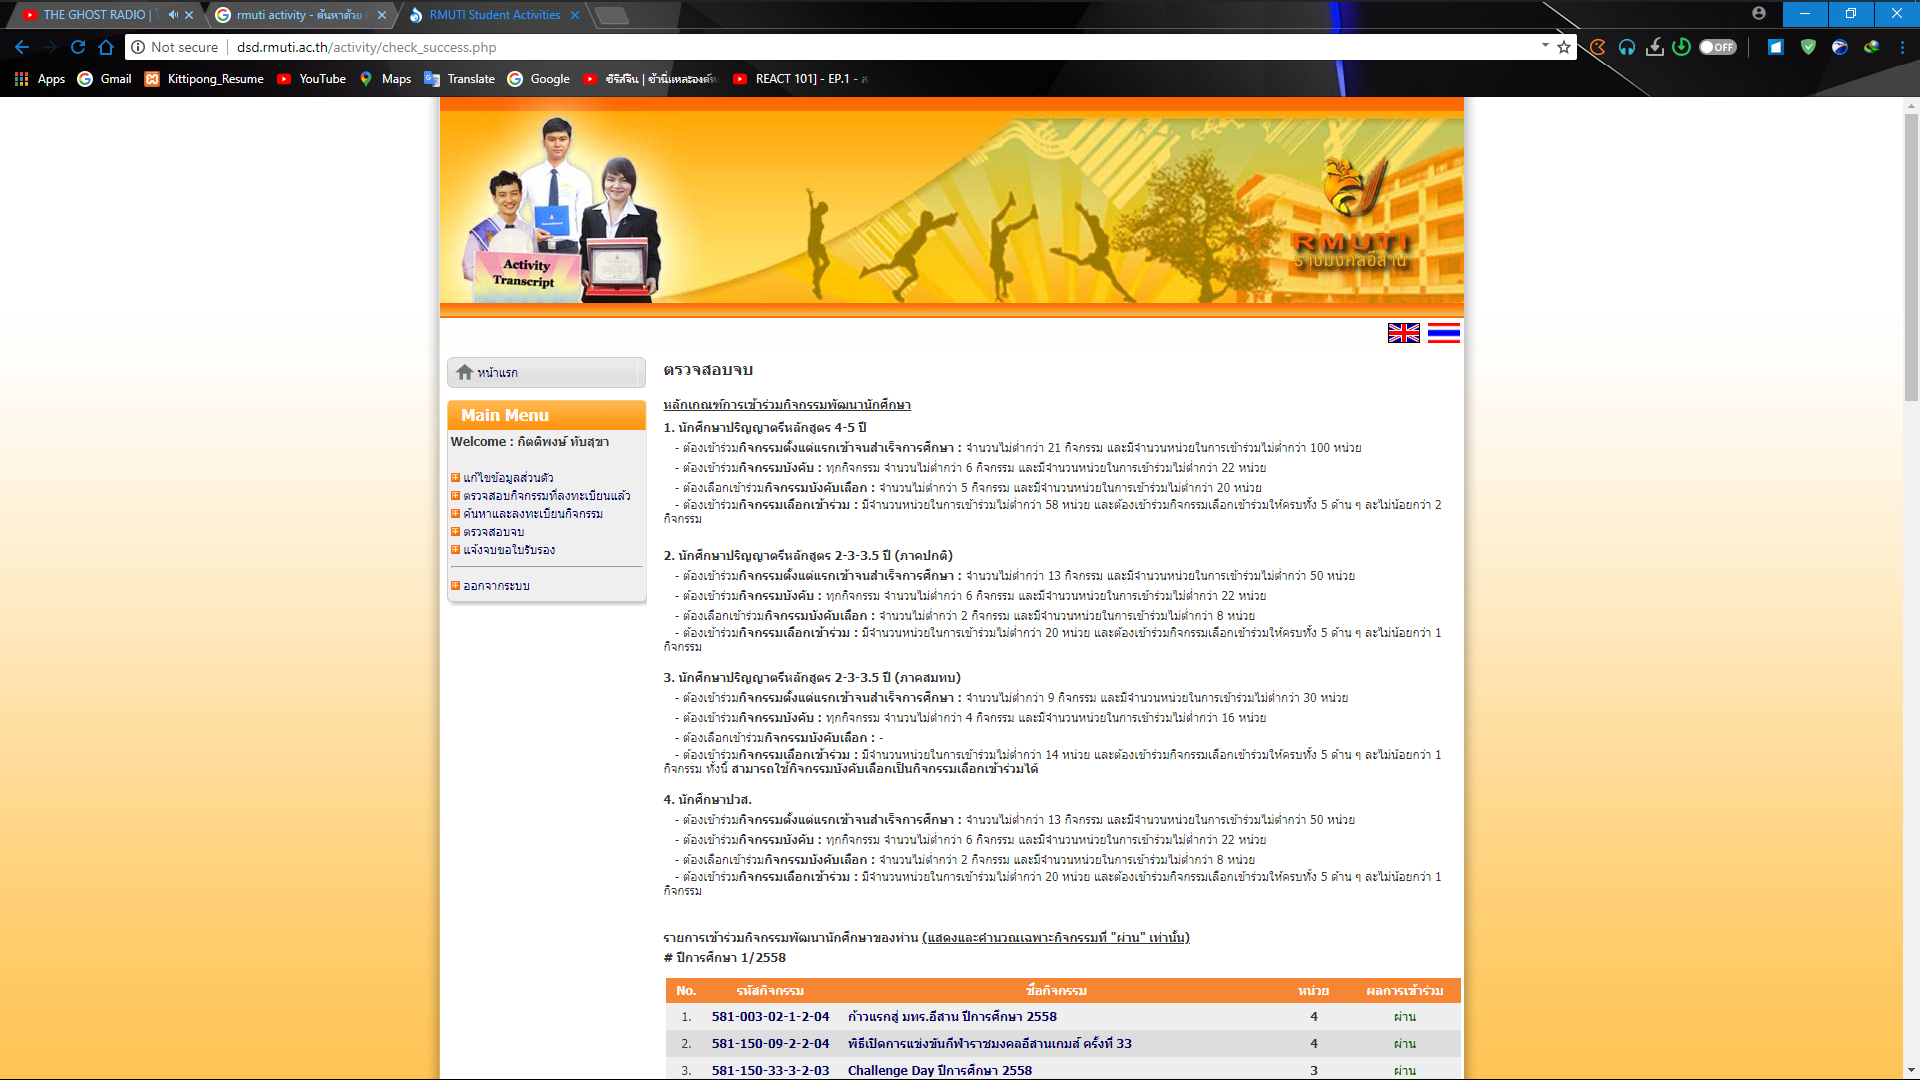 THE GHOST RADIO |
rmuti activity - ค้นหาด้วย
RMUTI Student Activities
Not secure
dsd.rmuti.ac.th/activity/check_success.php
OFF
Apps
Gmail
Kittipong_Resume
YouTube
Maps
Translate
Google
ซีรีส์จีน | ข้านี่แหละองค์ห
REACT 101] - EP.1 - ส
Activity
Transcript
RMUTI
ราชมงคลอีสาน
หน้าแรก
Main Menu
Welcome : กิตติพงษ์ ทับสุขา
แก้ไขข้อมูลส่วนตัว
ตรวจสอบกิจกรรมที่ลงทะเบียนแล้ว
ค้นหาและลงทะเบียนกิจกรรม
ตรวจสอบจบ
แจ้งจบขอใบรับรอง
ออกจากระบบ
ตรวจสอบจบ
หลักเกณฑ์การเข้าร่วมกิจกรรมพัฒนานักศึกษา
1. นักศึกษาปริญญาตรีหลักสูตร 4-5 ปี
- ต้องเข้าร่วมกิจกรรมตั้งแต่แรกเข้าจนสำเร็จการศึกษา : จำนวนไม่ต่ำกว่า 21 กิจกรรม และมีจำนวนหน่วยในการเข้าร่วมไม่ต่ำกว่า 100 หน่วย
- ต้องเข้าร่วมกิจกรรมบังคับ : ทุกกิจกรรม จำนวนไม่ต่ำกว่า 6 กิจกรรม และมีจำนวนหน่วยในการเข้าร่วมไม่ต่ำกว่า 22 หน่วย
- ต้องเลือกเข้าร่วมกิจกรรมบังคับเลือก : จำนวนไม่ต่ำกว่า 5 กิจกรรม และมีจำนวนหน่วยในการเข้าร่วมไม่ต่ำกว่า 20 หน่วย
- ต้องเข้าร่วมกิจกรรมเลือกเข้าร่วม : มีจำนวนหน่วยในการเข้าร่วมไม่ต่ำกว่า 58 หน่วย และต้องเข้าร่วมกิจกรรมเลือกเข้าร่วมให้ครบทั้ง 5 ด้าน ๆ ละไม่น้อยกว่า 2
กิจกรรม
2. นักศึกษาปริญญาตรีหลักสูตร 2-3-3.5 ปี (ภาคปกติ)
- ต้องเข้าร่วมกิจกรรมตั้งแต่แรกเข้าจนสำเร็จการศึกษา : จำนวนไม่ต่ำกว่า 13 กิจกรรม และมีจำนวนหน่วยในการเข้าร่วมไม่ต่ำกว่า 50 หน่วย
- ต้องเข้าร่วมกิจกรรมบังคับ : ทุกกิจกรรม จำนวนไม่ต่ำกว่า 6 กิจกรรม และมีจำนวนหน่วยในการเข้าร่วมไม่ต่ำกว่า 22 หน่วย
- ต้องเลือกเข้าร่วมกิจกรรมบังคับเลือก : จำนวนไม่ต่ำกว่า 2 กิจกรรม และมีจำนวนหน่วยในการเข้าร่วมไม่ต่ำกว่า 8 หน่วย
- ต้องเข้าร่วมกิจกรรมเลือกเข้าร่วม : มีจำนวนหน่วยในการเข้าร่วมไม่ต่ำกว่า 20 หน่วย และต้องเข้าร่วมกิจกรรมเลือกเข้าร่วมให้ครบทั้ง 5 ด้าน ๆ ละไม่น้อยกว่า 1
กิจกรรม
3. นักศึกษาปริญญาตรีหลักสูตร 2-3-3.5 ปี (ภาคสมทบ)
- ต้องเข้าร่วมกิจกรรมตั้งแต่แรกเข้าจนสำเร็จการศึกษา : จำนวนไม่ต่ำกว่า 9 กิจกรรม และมีจำนวนหน่วยในการเข้าร่วมไม่ต่ำกว่า 30 หน่วย
- ต้องเข้าร่วมกิจกรรมบังคับ : ทุกกิจกรรม จำนวนไม่ต่ำกว่า 4 กิจกรรม และมีจำนวนหน่วยในการเข้าร่วมไม่ต่ำกว่า 16 หน่วย
- ต้องเลือกเข้าร่วมกิจกรรมบังคับเลือก : -
- ต้องเข้าร่วมกิจกรรมเลือกเข้าร่วม : มีจำนวนหน่วยในการเข้าร่วมไม่ต่ำกว่า 14 หน่วย และต้องเข้าร่วมกิจกรรมเลือกเข้าร่วมให้ครบทั้ง 5 ด้าน ๆ ละไม่น้อยกว่า 1
กิจกรรม ทั้งนี้ สามารถใช้กิจกรรมบังคับเลือกเป็นกิจกรรมเลือกเข้าร่วมได้
4. นักศึกษาปวส.
- ต้องเข้าร่วมกิจกรรมตั้งแต่แรกเข้าจนสำเร็จการศึกษา : จำนวนไม่ต่ำกว่า 13 กิจกรรม และมีจำนวนหน่วยในการเข้าร่วมไม่ต่ำกว่า 50 หน่วย
- ต้องเข้าร่วมกิจกรรมบังคับ : ทุกกิจกรรม จำนวนไม่ต่ำกว่า 6 กิจกรรม และมีจำนวนหน่วยในการเข้าร่วมไม่ต่ำกว่า 22 หน่วย
- ต้องเลือกเข้าร่วมกิจกรรมบังคับเลือก : จำนวนไม่ต่ำกว่า 2 กิจกรรม และมีจำนวนหน่วยในการเข้าร่วมไม่ต่ำกว่า 8 หน่วย
- ต้องเข้าร่วมกิจกรรมเลือกเข้าร่วม : มีจำนวนหน่วยในการเข้าร่วมไม่ต่ำกว่า 20 หน่วย และต้องเข้าร่วมกิจกรรมเลือกเข้าร่วมให้ครบทั้ง 5 ด้าน ๆ ละไม่น้อยกว่า 1
กิจกรรม
รายการเข้าร่วมกิจกรรมพัฒนานักศึกษาของท่าน (แสดงและคำนวณเฉพาะกิจกรรมที่ "ผ่าน" เท่านั้น)
# ปีการศึกษา 1/2558
No. รหัสกิจกรรม ชื่อกิจกรรม หน่วย ผลการเข้าร่วม
1. 581-003-02-1-2-04 ก้าวแรกสู่ มทร.อีสาน ปีการศึกษา 2558 4 ผ่าน
2. 581-150-09-2-2-04 พิธีเปิดการแข่งขันกีฬาราชมงคลอีสานเกมส์ ครั้งที่ 33 4 ผ่าน
3. 581-150-33-3-2-03 Challenge Day ปีการศึกษา 2558 3 ผ่าน